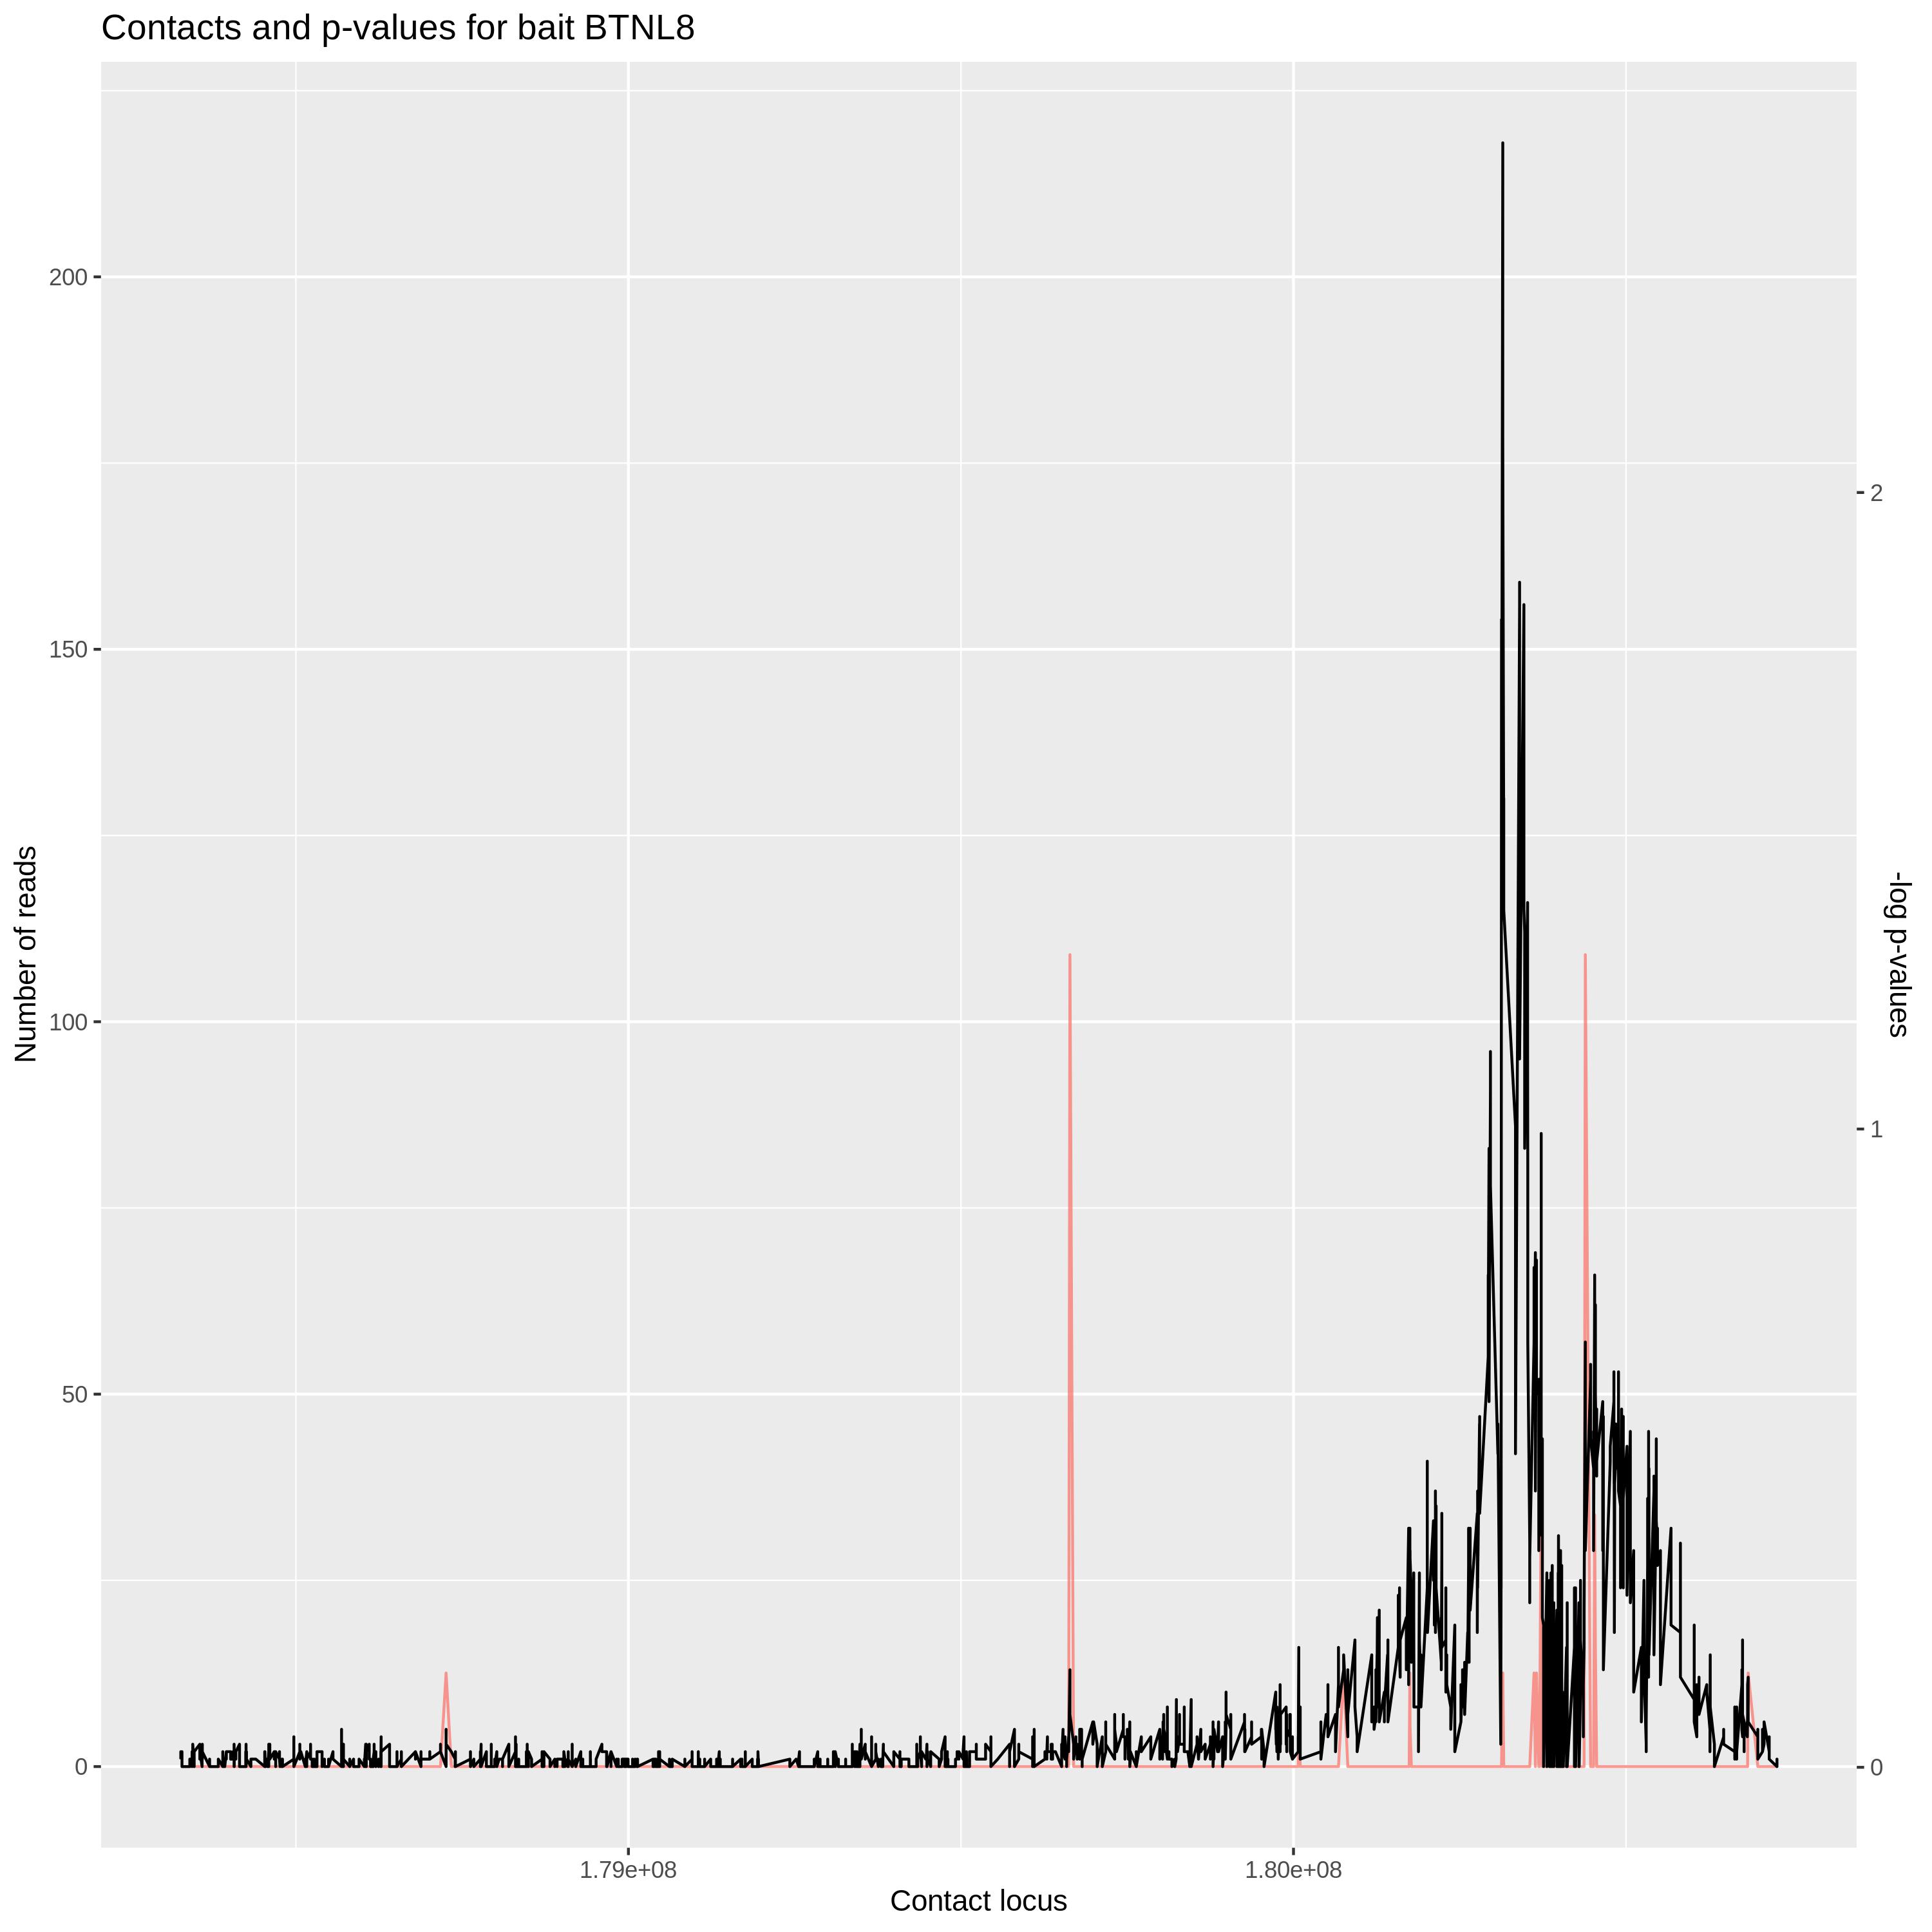 Contacts and p-values for bait BTNL8
Number of reads
200
150
100
50
0
2
1
0
-log p-values
1.79e+08
1.80e+08
Contact locus